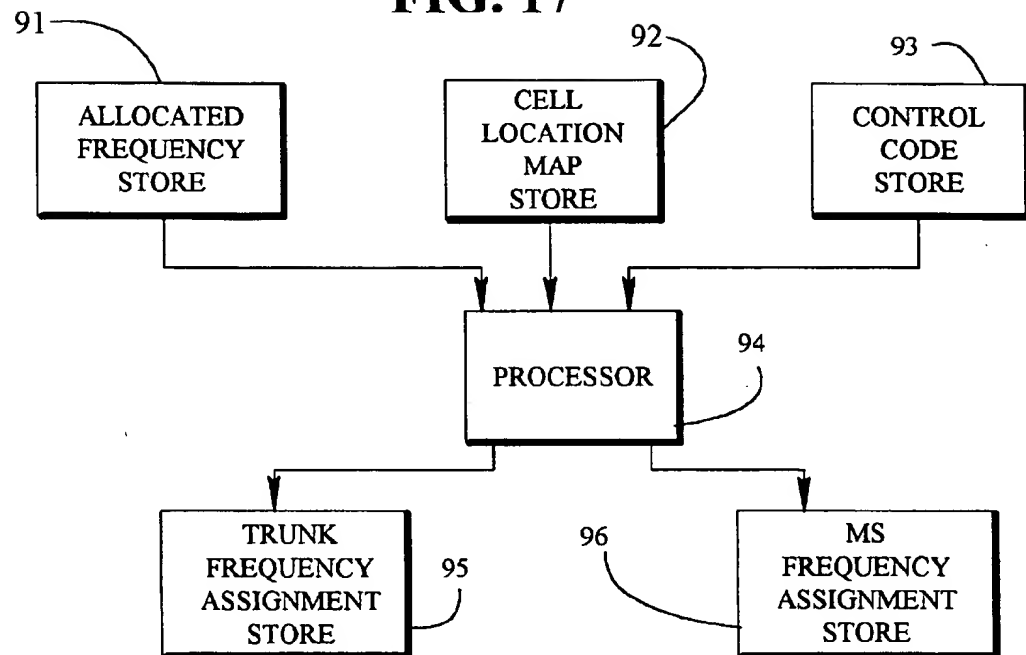 FIG. 17
91
92
93
ALLOCATED
FREQUENCY
STORE
CELL
LOCATION
MAP
STORE
CONTROL
CODE
STORE
PROCESSOR
94
TRUNK
FREQUENCY
ASSIGNMENT
STORE
95
96
MS
FREQUENCY
ASSIGNMENT
STORE